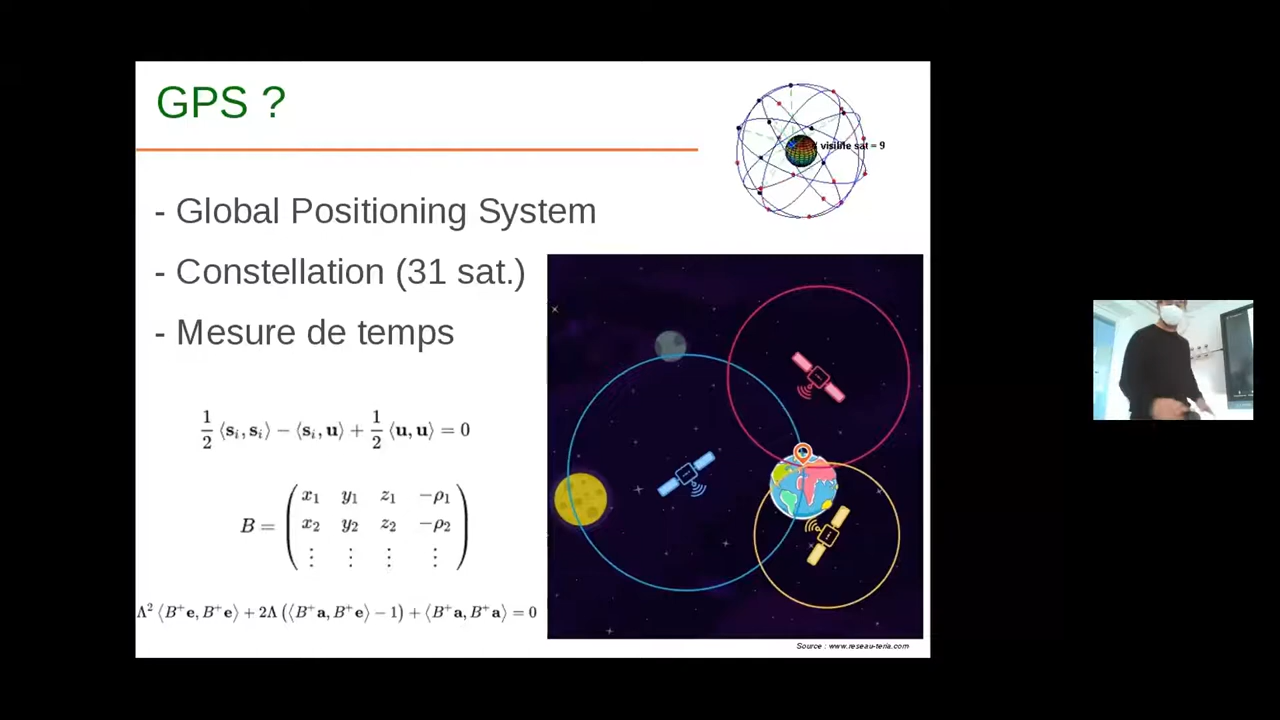 GPS ?
visible sat = 9
- Global Positioning System
- Constellation (31 sat.)
- Mesure de temps
1/2 ⟨s_i, s_i⟩ − ⟨s_i, u⟩ + 1/2 ⟨u, u⟩ = 0
B = ( x₁ y₁ z₁ −ρ₁
x₂ y₂ z₂ −ρ₂
⋮ ⋮ ⋮ ⋮ )
Λ² ⟨B⁺e, B⁺e⟩ + 2Λ (⟨B⁺a, B⁺e⟩ − 1) + ⟨B⁺a, B⁺a⟩ = 0
Source : www.reseau-teria.com